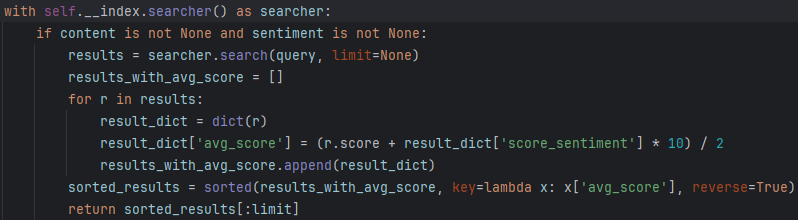 with self.__index.searcher() as searcher:
    if content is not None and sentiment is not None:
        results = searcher.search(query, limit=None)
        results_with_avg_score = []
        for r in results:
            result_dict = dict(r)
            result_dict['avg_score'] = (r.score + result_dict['score_sentiment'] * 10) / 2
            results_with_avg_score.append(result_dict)
        sorted_results = sorted(results_with_avg_score, key=lambda x: x['avg_score'], reverse=True)
        return sorted_results[:limit]